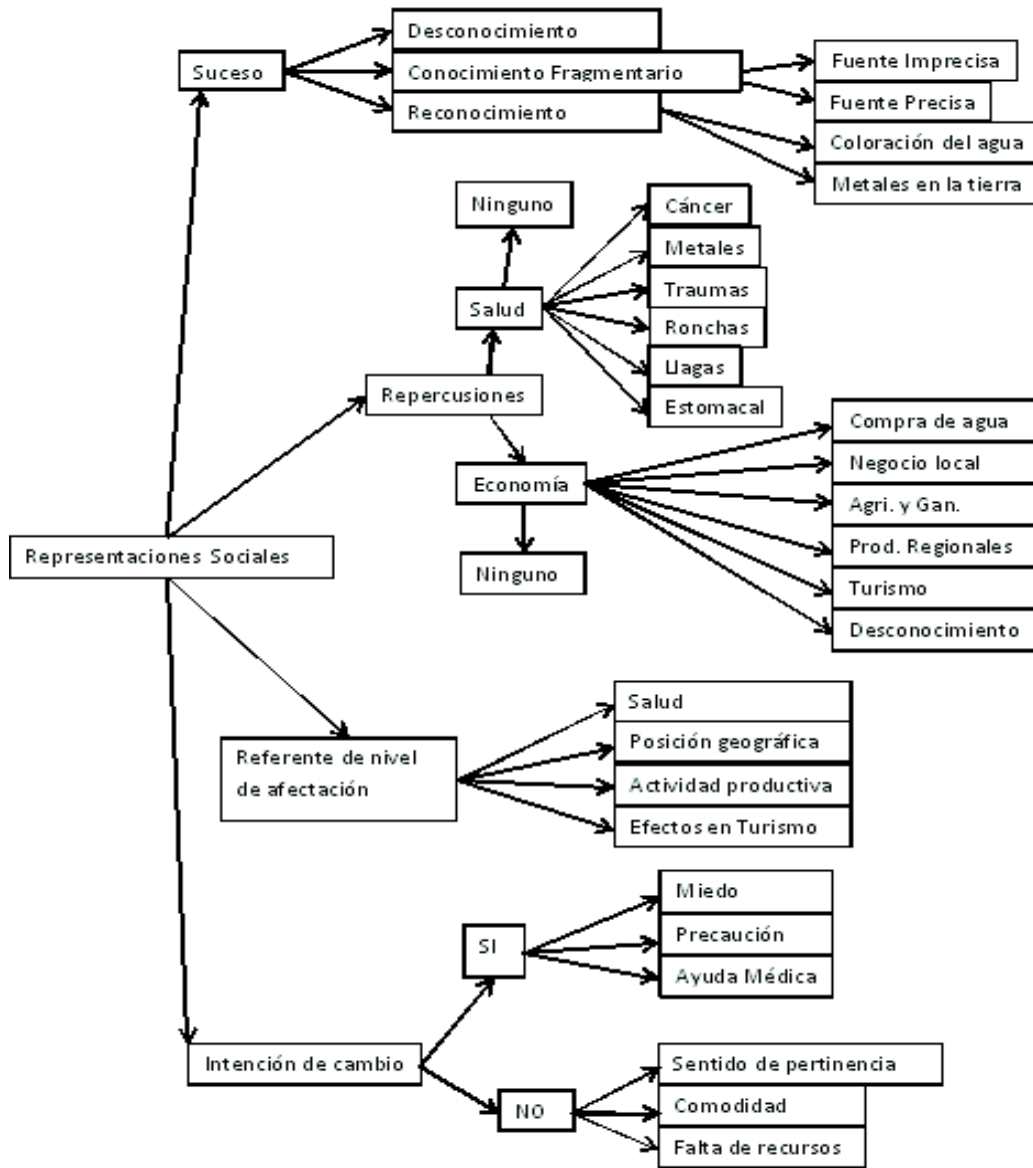 Suceso
Desconocimiento
Conocimiento Fragmentario
Reconocimiento
Fuente Imprecisa
Fuente Precisa
Coloración del agua
Metales en la tierra
Ninguno
Salud
Cáncer
Metales
Traumas
Ronchas
Llagas
Estomacal
Repercusiones
Economía
Ninguno
Compra de agua
Negocio local
Agri. y Gan.
Prod. Regionales
Turismo
Desconocimiento
Representaciones Sociales
Referente de nivel
de afectación
Salud
Posición geográfica
Actividad productiva
Efectos en Turismo
Intención de cambio
SI
Miedo
Precaución
Ayuda Médica
NO
Sentido de pertinencia
Comodidad
Falta de recursos